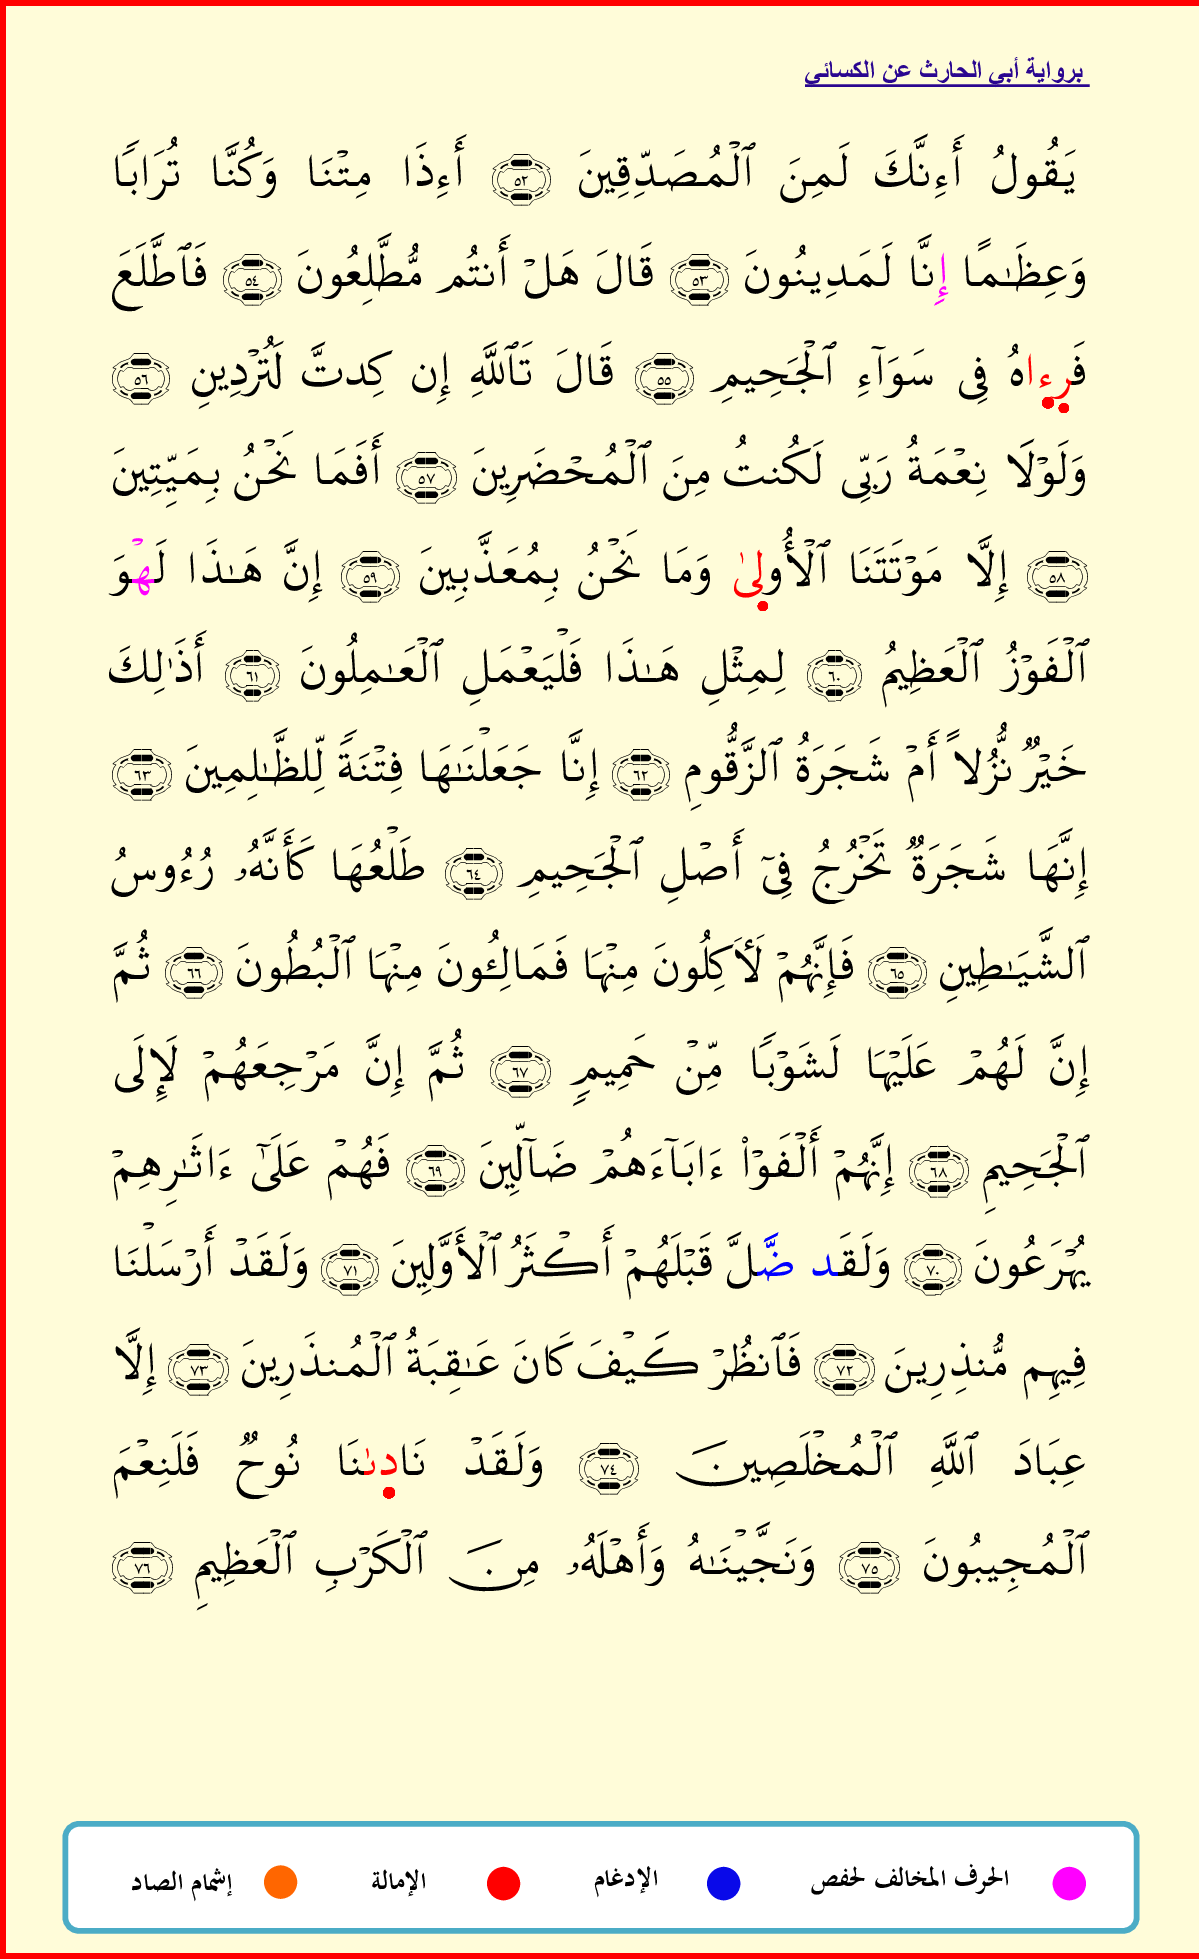 برواية أبي الحارث عن الكسائي
يَقُولُ أَءِنَّكَ لَمِنَ ٱلْمُصَدِّقِينَ ٥٢ أَءِذَا مِتْنَا وَكُنَّا تُرَابًا
وَعِظَـٰمًا إِنَّا لَمَدِينُونَ ٥٣ قَالَ هَلْ أَنتُم مُّطَّلِعُونَ ٥٤ فَٱطَّلَعَ
فَرِءِاهُ فِى سَوَآءِ ٱلْجَحِيمِ ٥٥ قَالَ تَٱللَّهِ إِن كِدتَّ لَتُرْدِينِ ٥٦
وَلَوْلَا نِعْمَةُ رَبِّى لَكُنتُ مِنَ ٱلْمُحْضَرِينَ ٥٧ أَفَمَا نَحْنُ بِمَيِّتِينَ
٥٨ إِلَّا مَوْتَتَنَا ٱلْأُولىٰ وَمَا نَحْنُ بِمُعَذَّبِينَ ٥٩ إِنَّ هَـٰذَا لَهْوَ
ٱلْفَوْزُ ٱلْعَظِيمُ ٦٠ لِمِثْلِ هَـٰذَا فَلْيَعْمَلِ ٱلْعَـٰمِلُونَ ٦١ أَذَٰلِكَ
خَيْرٌ نُّزُلاً أَمْ شَجَرَةُ ٱلزَّقُّومِ ٦٢ إِنَّا جَعَلْنَـٰهَا فِتْنَةً لِّلظَّـٰلِمِينَ ٦٣
إِنَّهَا شَجَرَةٌ تَخْرُجُ فِىٓ أَصْلِ ٱلْجَحِيمِ ٦٤ طَلْعُهَا كَأَنَّهُۥ رُءُوسُ
ٱلشَّيَـٰطِينِ ٦٥ فَإِنَّهُمْ لَأَكِلُونَ مِنْهَا فَمَالِـُٔونَ مِنْهَا ٱلْبُطُونَ ٦٦ ثُمَّ
إِنَّ لَهُمْ عَلَيْهَا لَشَوْبًا مِّنْ حَمِيمٍ ٦٧ ثُمَّ إِنَّ مَرْجِعَهُمْ لَإِلَى
ٱلْجَحِيمِ ٦٨ إِنَّهُمْ أَلْفَوْا۟ ءَابَآءَهُمْ ضَآلِّينَ ٦٩ فَهُمْ عَلَىٰٓ ءَاثَـٰرِهِمْ
يُهْرَعُونَ ٧٠ وَلَقَد ضَّلَّ قَبْلَهُمْ أَكْثَرُ ٱلْأَوَّلِينَ ٧١ وَلَقَدْ أَرْسَلْنَا
فِيهِم مُّنذِرِينَ ٧٢ فَٱنظُرْ كَيْفَ كَانَ عَـٰقِبَةُ ٱلْمُنذَرِينَ ٧٣ إِلَّا
عِبَادَ ٱللَّهِ ٱلْمُخْلَصِينَ ٧٤ وَلَقَدْ نَادىٰنَا نُوحٌ فَلَنِعْمَ
ٱلْمُجِيبُونَ ٧٥ وَنَجَّيْنَـٰهُ وَأَهْلَهُۥ مِنَ ٱلْكَرْبِ ٱلْعَظِيمِ ٧٦
الحرف المخالف لحفص الإدغام الإمالة إشمام الصاد